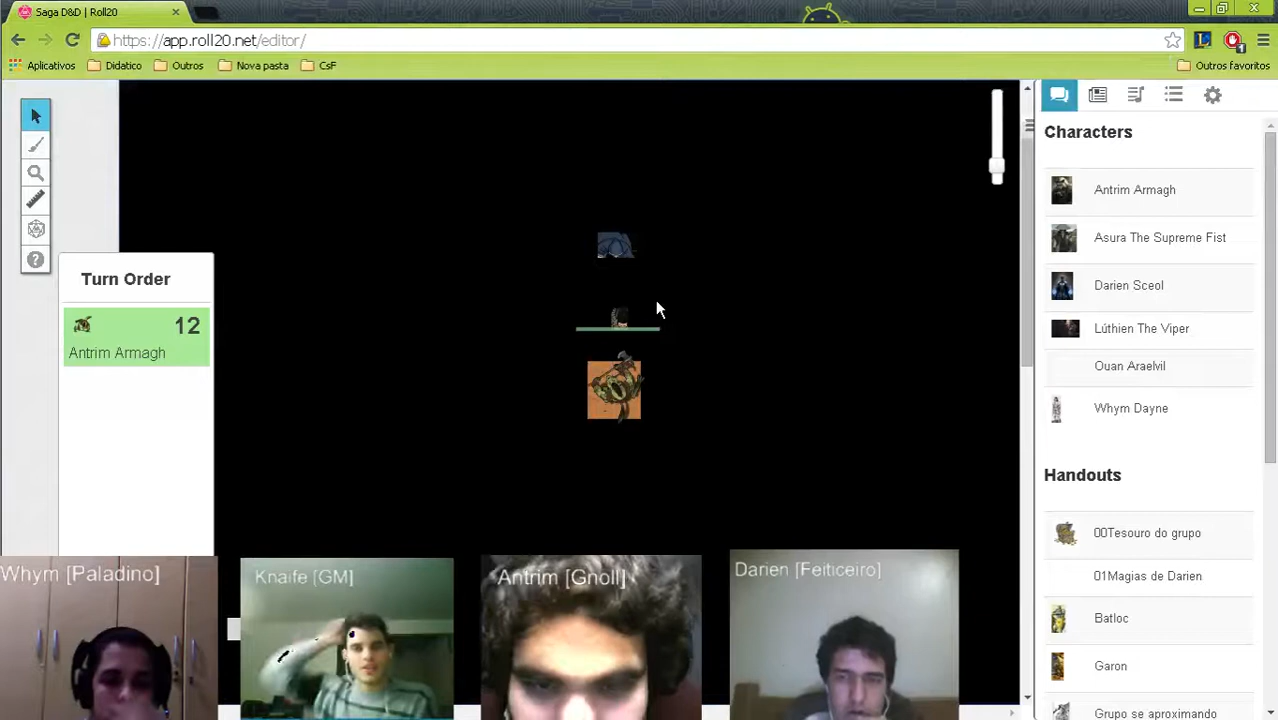 Saga D&D | Roll20
https://app.roll20.net/editor/
Aplicativos
Didatico
Outros
Nova pasta
CsF
Outros favoritos
Characters
Antrim Armagh
Asura The Supreme Fist
Darien Sceol
Lúthien The Viper
Ouan Araelvil
Whym Dayne
Handouts
00Tesouro do grupo
01Magias de Darien
Batloc
Garon
Grupo se aproximando
Turn Order
12
Antrim Armagh
Whym [Paladino]
Knaife [GM]
Antrim [Gnoll]
Darien [Feiticeiro]